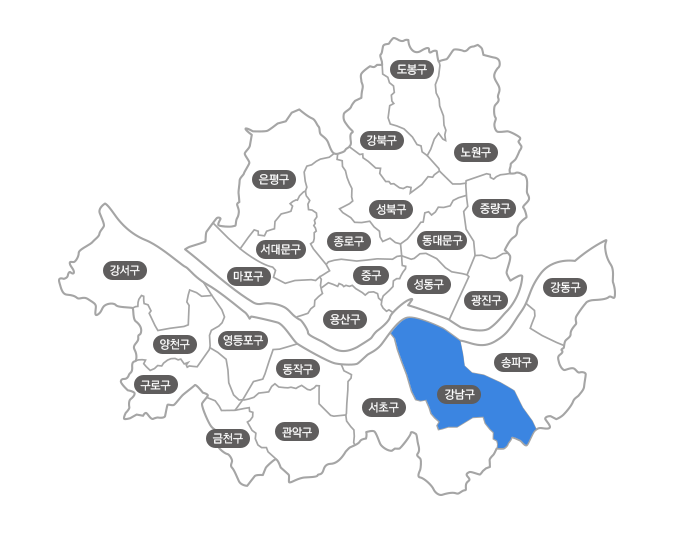 도봉구
강북구
노원구
은평구
성북구
중랑구
서대문구
종로구
동대문구
강서구
마포구
중구
성동구
광진구
강동구
용산구
양천구
영등포구
동작구
송파구
구로구
강남구
서초구
금천구
관악구